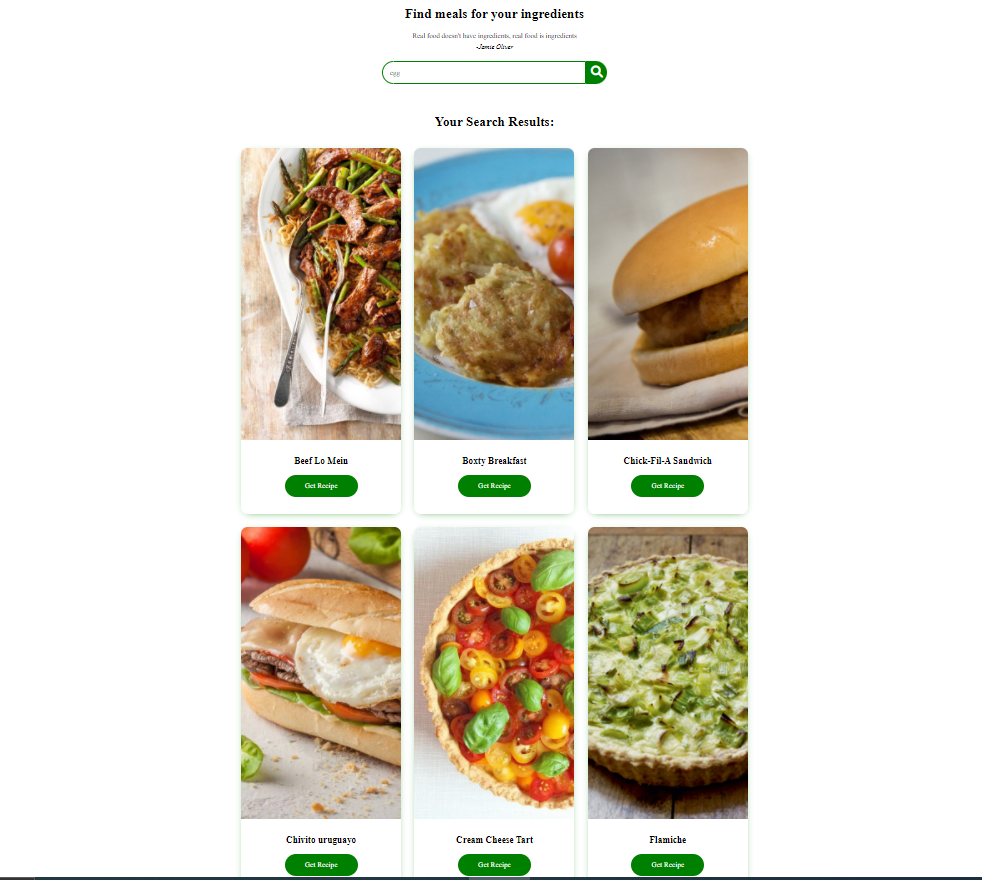 Find meals for your ingredients
Real food doesn't have ingredients, real food is ingredients
-Jamie Oliver
egg
Your Search Results:
Beef Lo Mein
Boxty Breakfast
Chick-Fil-A Sandwich
Get Recipe
Get Recipe
Get Recipe
Chivito uruguayo
Cream Cheese Tart
Flamiche
Get Recipe
Get Recipe
Get Recipe